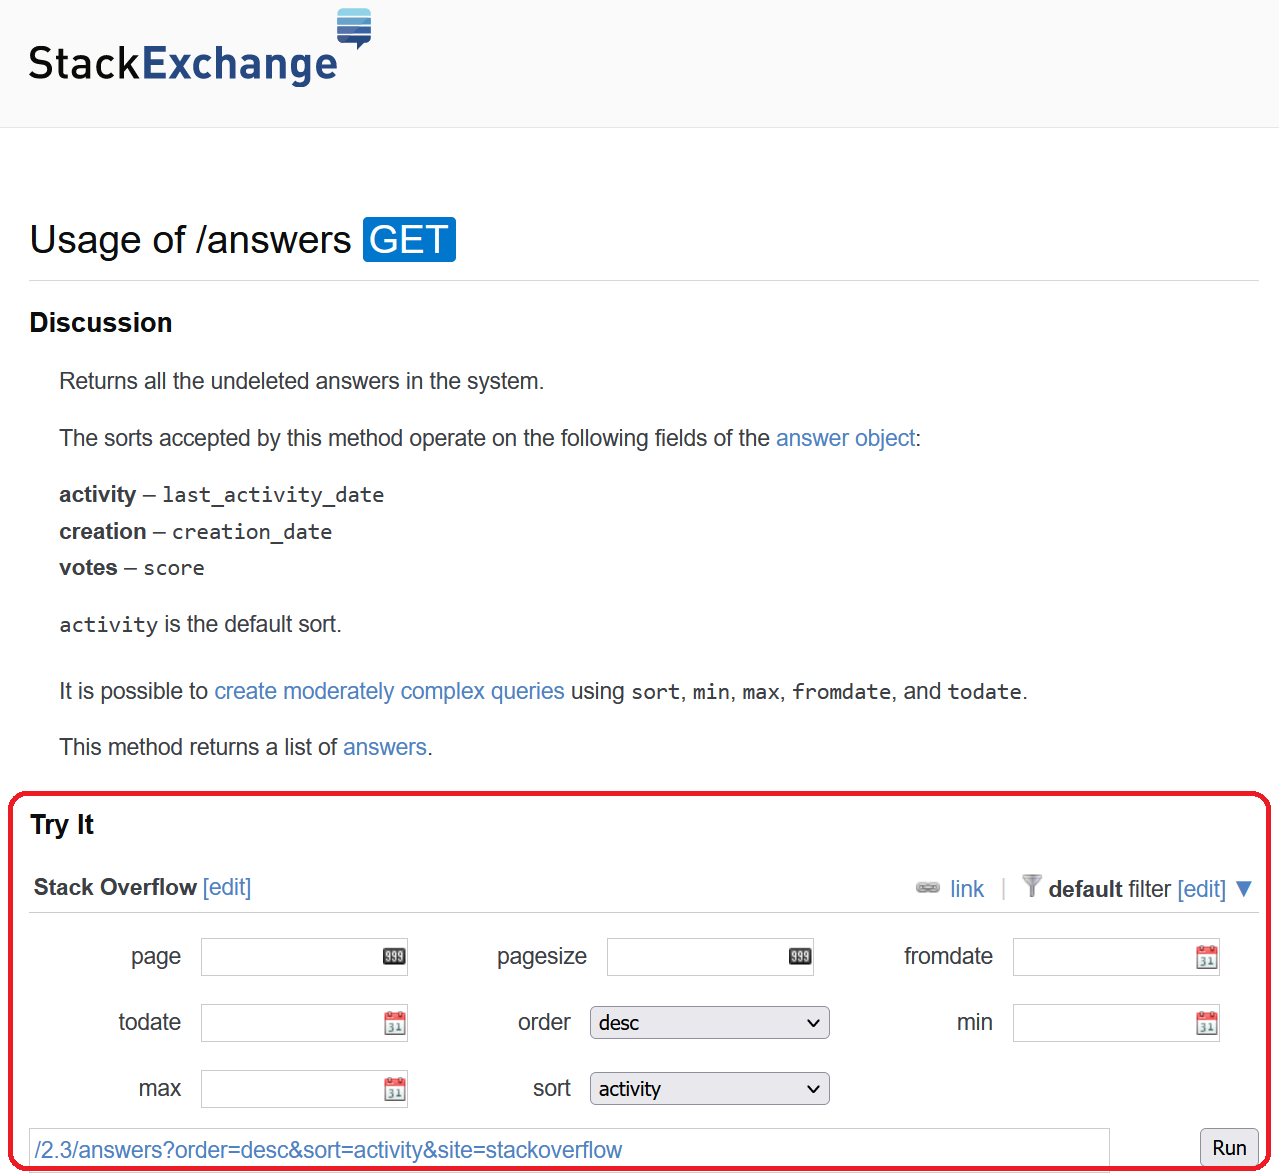 StackExchange
Usage of /answers GET
Discussion
Returns all the undeleted answers in the system.
The sorts accepted by this method operate on the following fields of the answer object:
activity – last_activity_date
creation – creation_date
votes – score
activity is the default sort.
It is possible to create moderately complex queries using sort, min, max, fromdate, and todate.
This method returns a list of answers.
Try It
Stack Overflow [edit] link | default filter [edit] ▼
page 999 pagesize 999 fromdate 31
todate 31 order desc min 31
max 31 sort activity
/2.3/answers?order=desc&sort=activity&site=stackoverflow Run